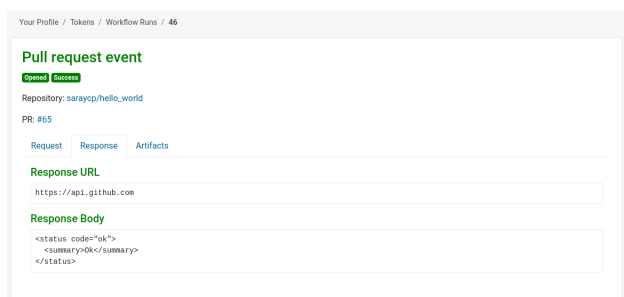 Your Profile / Tokens / Workflow Runs / 46
Pull request event
Opened Success
Repository: saraycp/hello_world
PR: #65
Request Response Artifacts
Response URL
https://api.github.com
Response Body
<status code="ok">
  <summary>Ok</summary>
</status>